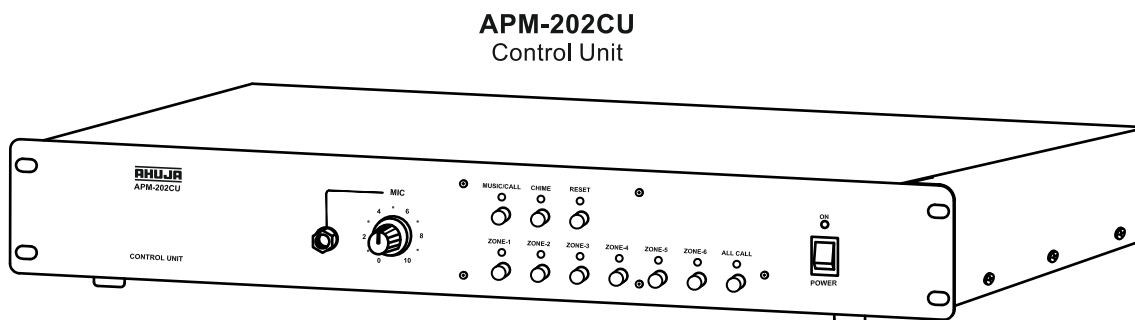 APM-202CU
Control Unit
AHUJA
APM-202CU
MIC
4 6
2 8
0 10
CONTROL UNIT
MUSIC/CALL CHIME RESET
ZONE-1 ZONE-2 ZONE-3 ZONE-4 ZONE-5 ZONE-6 ALL CALL
ON
POWER